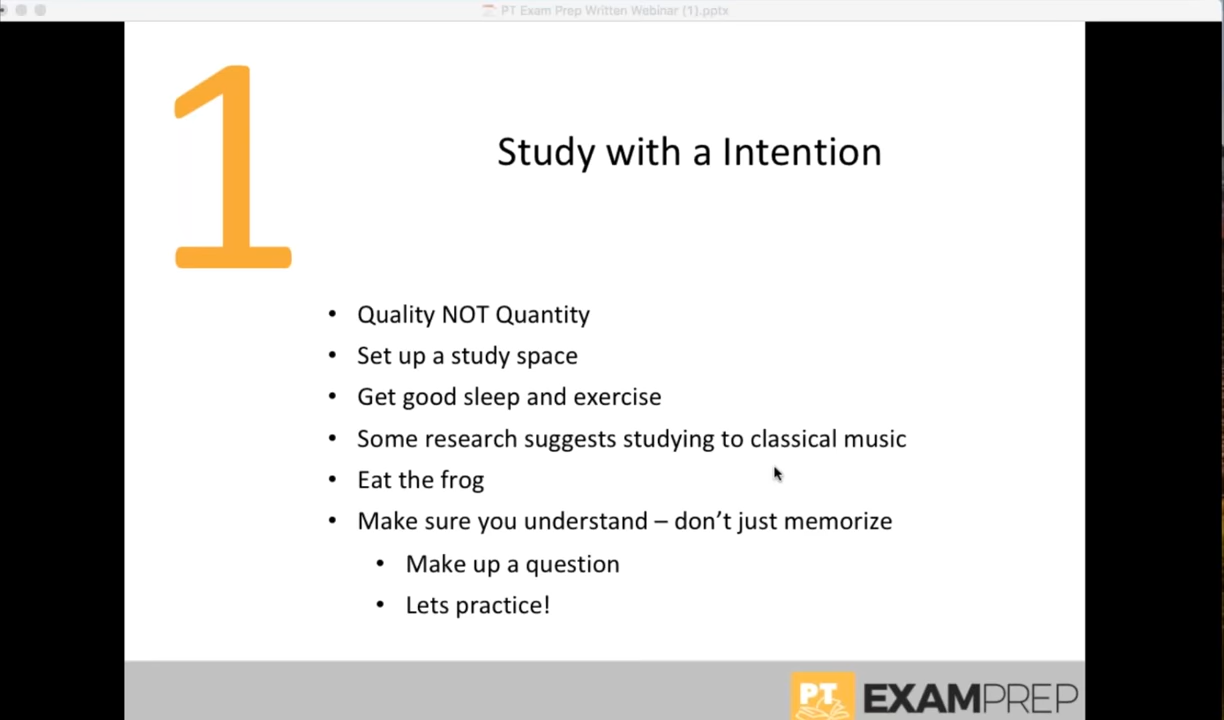 PT Exam Prep Written Webinar (1).pptx
1
Study with a Intention
• Quality NOT Quantity
• Set up a study space
• Get good sleep and exercise
• Some research suggests studying to classical music
• Eat the frog
• Make sure you understand – don’t just memorize
• Make up a question
• Lets practice!
PT EXAMPREP